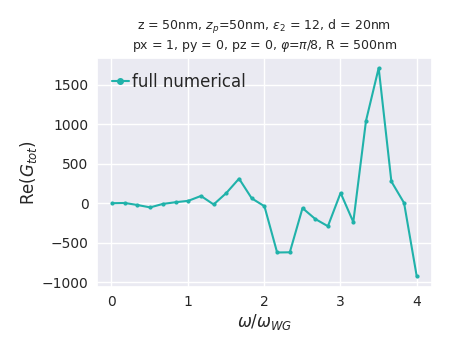 z = 50nm, z_p=50nm, ε₂ = 12, d = 20nm
px = 1, py = 0, pz = 0, φ=π/8, R = 500nm
full numerical
Re(G_tot)
1500
1000
500
0
−500
−1000
0 1 2 3 4
ω/ω_WG